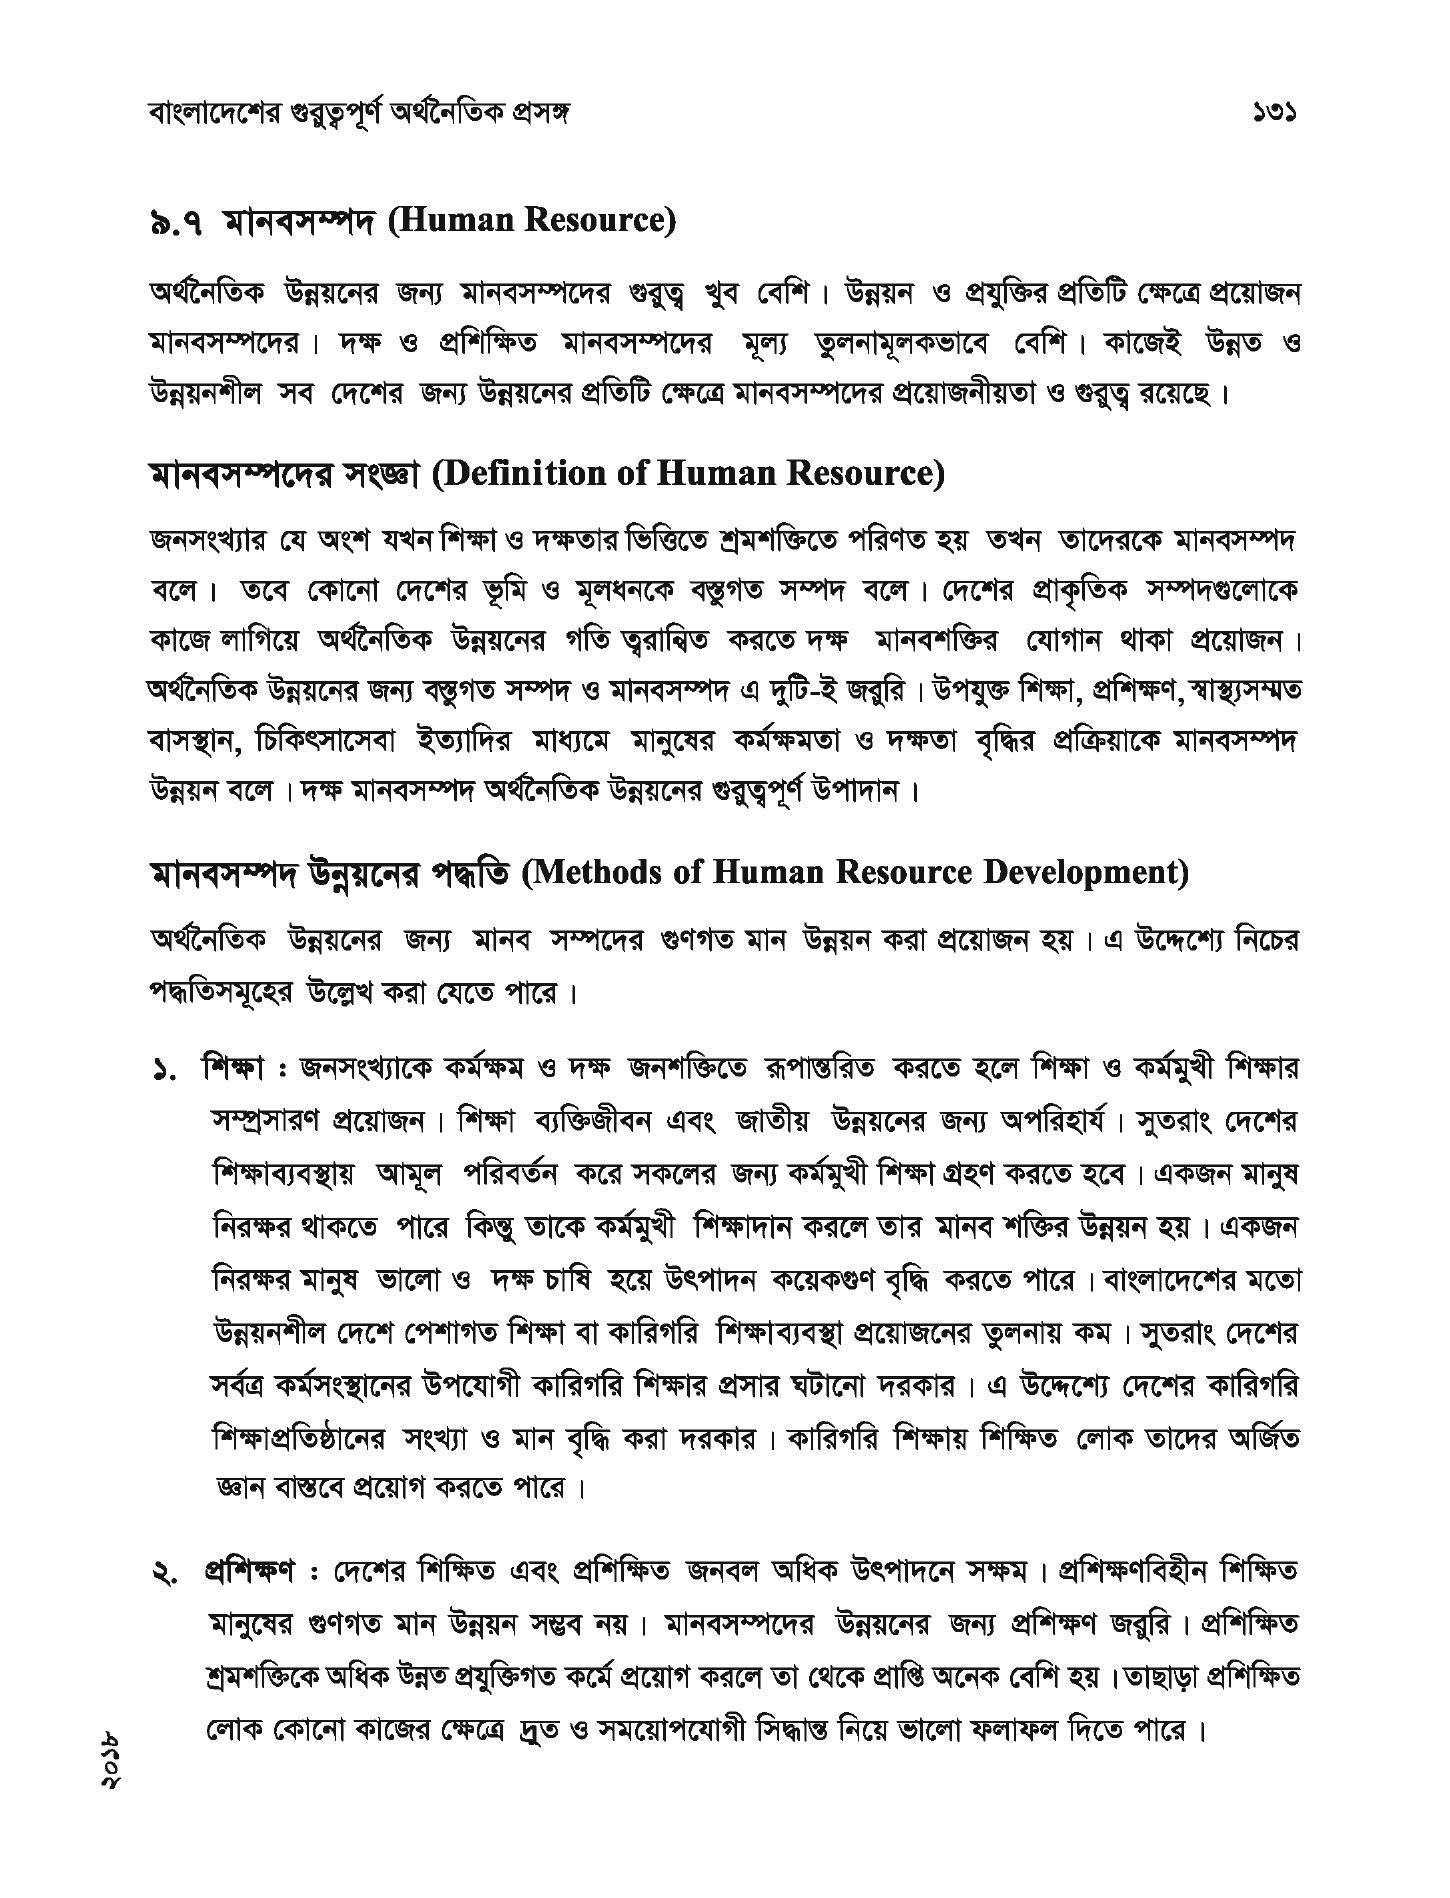 বাংলাদেশের গুরুত্বপূর্ণ অর্থনৈতিক প্রসঙ্গ ১৩১
৯.৭ মানবসম্পদ (Human Resource)
অর্থনৈতিক উন্নয়নের জন্য মানবসম্পদের গুরুত্ব খুব বেশি। উন্নয়ন ও প্রযুক্তির প্রতিটি ক্ষেত্রে প্রয়োজন
মানবসম্পদের। দক্ষ ও প্রশিক্ষিত মানবসম্পদের মূল্য তুলনামূলকভাবে বেশি। কাজেই উন্নত ও
উন্নয়নশীল সব দেশের জন্য উন্নয়নের প্রতিটি ক্ষেত্রে মানবসম্পদের প্রয়োজনীয়তা ও গুরুত্ব রয়েছে।
মানবসম্পদের সংজ্ঞা (Definition of Human Resource)
জনসংখ্যার যে অংশ যখন শিক্ষা ও দক্ষতার ভিত্তিতে শ্রমশক্তিতে পরিণত হয় তখন তাদেরকে মানবসম্পদ
বলে। তবে কোনো দেশের ভূমি ও মূলধনকে বস্তুগত সম্পদ বলে। দেশের প্রাকৃতিক সম্পদগুলোকে
কাজে লাগিয়ে অর্থনৈতিক উন্নয়নের গতি ত্বরান্বিত করতে দক্ষ মানবশক্তির যোগান থাকা প্রয়োজন।
অর্থনৈতিক উন্নয়নের জন্য বস্তুগত সম্পদ ও মানবসম্পদ এ দুটি-ই জরুরি। উপযুক্ত শিক্ষা, প্রশিক্ষণ, স্বাস্থ্যসম্মত
বাসস্থান, চিকিৎসাসেবা ইত্যাদির মাধ্যমে মানুষের কর্মক্ষমতা ও দক্ষতা বৃদ্ধির প্রক্রিয়াকে মানবসম্পদ
উন্নয়ন বলে। দক্ষ মানবসম্পদ অর্থনৈতিক উন্নয়নের গুরুত্বপূর্ণ উপাদান।
মানবসম্পদ উন্নয়নের পদ্ধতি (Methods of Human Resource Development)
অর্থনৈতিক উন্নয়নের জন্য মানব সম্পদের গুণগত মান উন্নয়ন করা প্রয়োজন হয়। এ উদ্দেশ্যে নিচের
পদ্ধতিসমূহের উল্লেখ করা যেতে পারে।
১. শিক্ষা : জনসংখ্যাকে কর্মক্ষম ও দক্ষ জনশক্তিতে রূপান্তরিত করতে হলে শিক্ষা ও কর্মমুখী শিক্ষার
সম্প্রসারণ প্রয়োজন। শিক্ষা ব্যক্তিজীবন এবং জাতীয় উন্নয়নের জন্য অপরিহার্য। সুতরাং দেশের
শিক্ষাব্যবস্থায় আমূল পরিবর্তন করে সকলের জন্য কর্মমুখী শিক্ষা গ্রহণ করতে হবে। একজন মানুষ
নিরক্ষর থাকতে পারে কিন্তু তাকে কর্মমুখী শিক্ষাদান করলে তার মানব শক্তির উন্নয়ন হয়। একজন
নিরক্ষর মানুষ ভালো ও দক্ষ চাষি হয়ে উৎপাদন কয়েকগুণ বৃদ্ধি করতে পারে। বাংলাদেশের মতো
উন্নয়নশীল দেশে পেশাগত শিক্ষা বা কারিগরি শিক্ষাব্যবস্থা প্রয়োজনের তুলনায় কম। সুতরাং দেশের
সর্বত্র কর্মসংস্থানের উপযোগী কারিগরি শিক্ষার প্রসার ঘটানো দরকার। এ উদ্দেশ্যে দেশের কারিগরি
শিক্ষাপ্রতিষ্ঠানের সংখ্যা ও মান বৃদ্ধি করা দরকার। কারিগরি শিক্ষায় শিক্ষিত লোক তাদের অর্জিত
জ্ঞান বাস্তবে প্রয়োগ করতে পারে।
২. প্রশিক্ষণ : দেশের শিক্ষিত এবং প্রশিক্ষিত জনবল অধিক উৎপাদনে সক্ষম। প্রশিক্ষণবিহীন শিক্ষিত
মানুষের গুণগত মান উন্নয়ন সম্ভব নয়। মানবসম্পদের উন্নয়নের জন্য প্রশিক্ষণ জরুরি। প্রশিক্ষিত
শ্রমশক্তিকে অধিক উন্নত প্রযুক্তিগত কর্মে প্রয়োগ করলে তা থেকে প্রাপ্তি অনেক বেশি হয়। তাছাড়া প্রশিক্ষিত
লোক কোনো কাজের ক্ষেত্রে দ্রুত ও সময়োপযোগী সিদ্ধান্ত নিয়ে ভালো ফলাফল দিতে পারে।
২০১৮